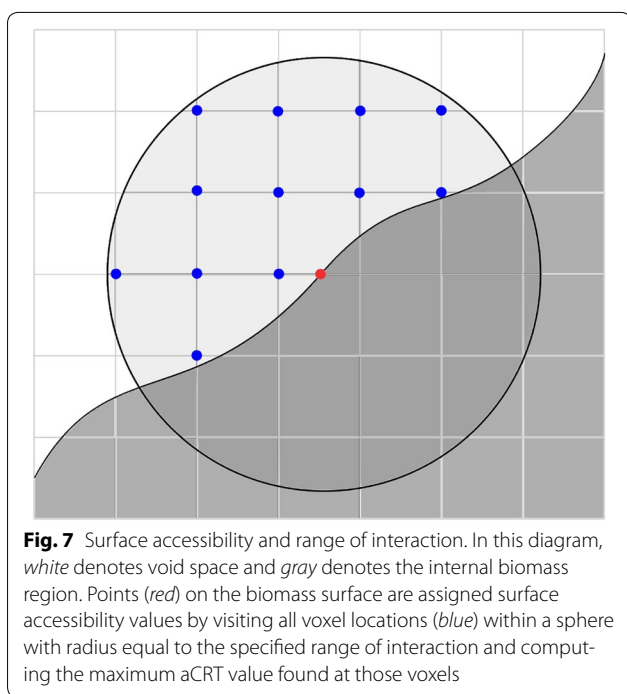 Fig. 7 Surface accessibility and range of interaction. In this diagram,
white denotes void space and gray denotes the internal biomass
region. Points (red) on the biomass surface are assigned surface
accessibility values by visiting all voxel locations (blue) within a sphere
with radius equal to the specified range of interaction and comput-
ing the maximum aCRT value found at those voxels